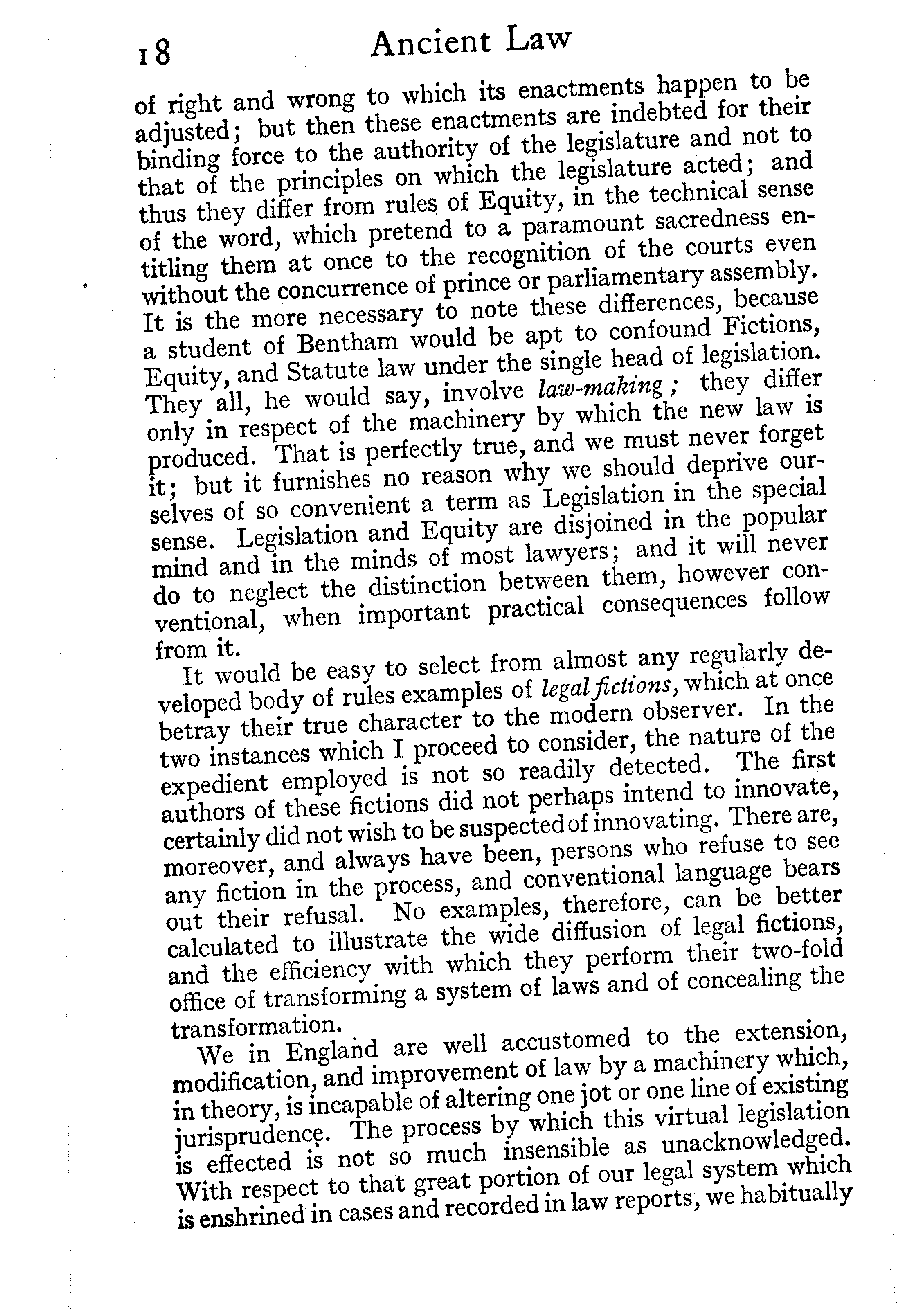 18 Ancient Law
of right and wrong to which its enactments happen to be
adjusted; but then these enactments are indebted for their
binding force to the authority of the legislature and not to
that of the principles on which the legislature acted; and
thus they differ from rules of Equity, in the technical sense
of the word, which pretend to a paramount sacredness en-
titling them at once to the recognition of the courts even
without the concurrence of prince or parliamentary assembly.
It is the more necessary to note these differences, because
a student of Bentham would be apt to confound Fictions,
Equity, and Statute law under the single head of legislation.
They all, he would say, involve law-making; they differ
only in respect of the machinery by which the new law is
produced. That is perfectly true, and we must never forget
it; but it furnishes no reason why we should deprive our-
selves of so convenient a term as Legislation in the special
sense. Legislation and Equity are disjoined in the popular
mind and in the minds of most lawyers; and it will never
do to neglect the distinction between them, however con-
ventional, when important practical consequences follow
from it.
It would be easy to select from almost any regularly de-
veloped body of rules examples of legal fictions, which at once
betray their true character to the modern observer. In the
two instances which I proceed to consider, the nature of the
expedient employed is not so readily detected. The first
authors of these fictions did not perhaps intend to innovate,
certainly did not wish to be suspected of innovating. There are,
moreover, and always have been, persons who refuse to see
any fiction in the process, and conventional language bears
out their refusal. No examples, therefore, can be better
calculated to illustrate the wide diffusion of legal fictions,
and the efficiency with which they perform their two-fold
office of transforming a system of laws and of concealing the
transformation.
We in England are well accustomed to the extension,
modification, and improvement of law by a machinery which,
in theory, is incapable of altering one jot or one line of existing
jurisprudence. The process by which this virtual legislation
is effected is not so much insensible as unacknowledged.
With respect to that great portion of our legal system which
is enshrined in cases and recorded in law reports, we habitually